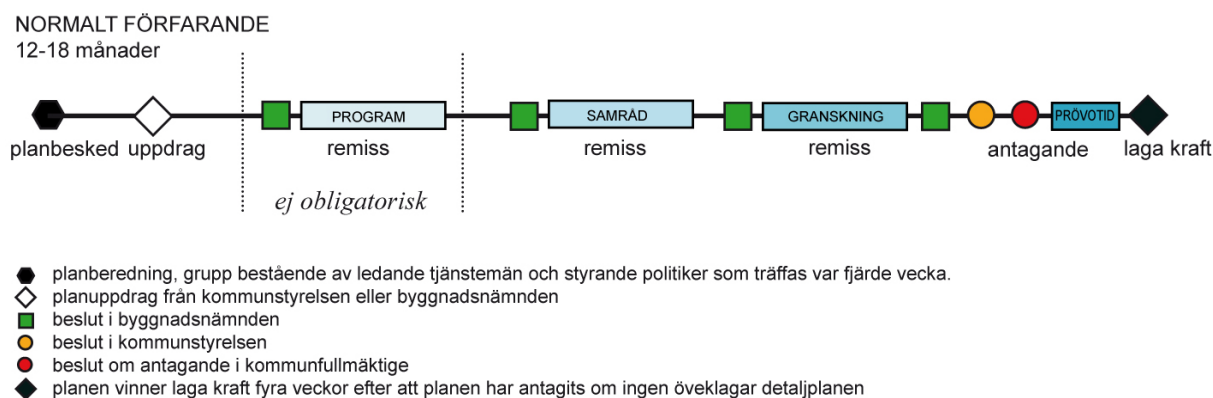 NORMALT FÖRFARANDE
12-18 månader
PROGRAM
SAMRÅD
GRANSKNING
PRÖVOTID
planbesked uppdrag remiss remiss remiss antagande laga kraft
ej obligatorisk
planberedning, grupp bestående av ledande tjänstemän och styrande politiker som träffas var fjärde vecka.
planuppdrag från kommunstyrelsen eller byggnadsnämnden
beslut i byggnadsnämnden
beslut i kommunstyrelsen
beslut om antagande i kommunfullmäktige
planen vinner laga kraft fyra veckor efter att planen har antagits om ingen öveklagar detaljplanen